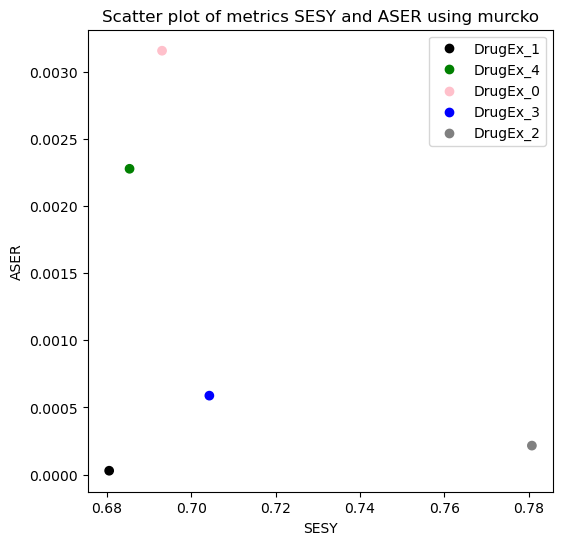 Scatter plot of metrics SESY and ASER using murcko
DrugEx_1
DrugEx_4
DrugEx_0
DrugEx_3
DrugEx_2
ASER
0.0030
0.0025
0.0020
0.0015
0.0010
0.0005
0.0000
0.68 0.70 0.72 0.74 0.76 0.78
SESY